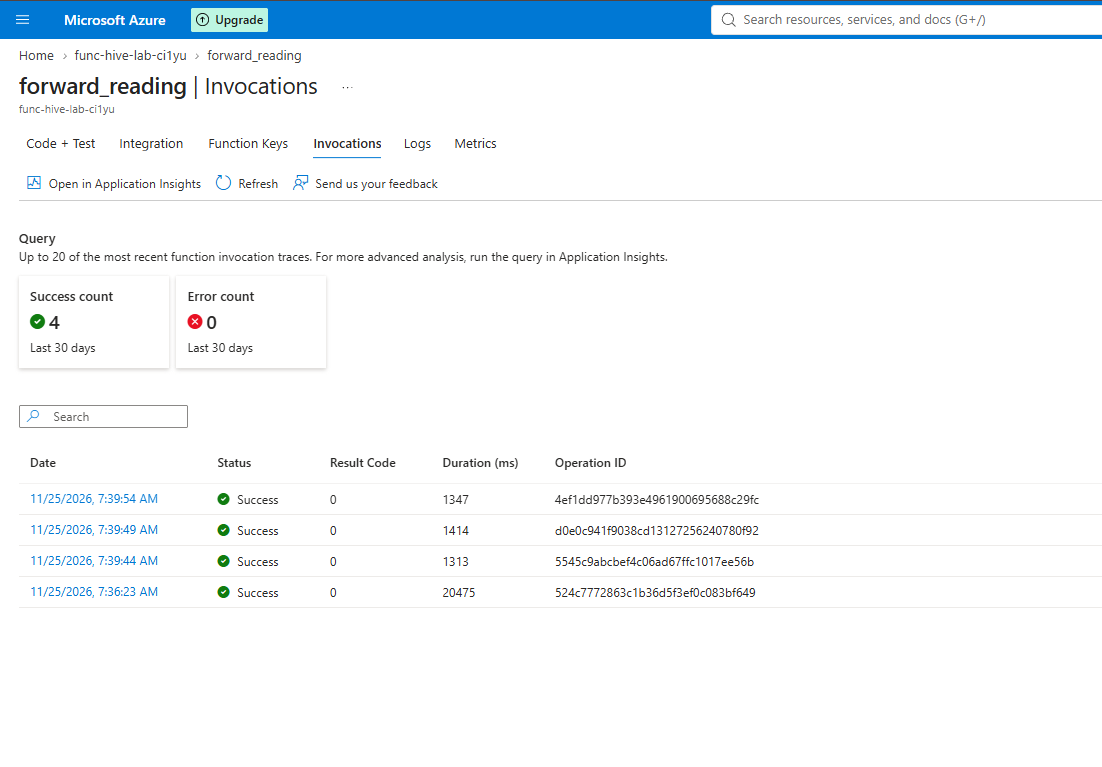 Microsoft Azure Upgrade Search resources, services, and docs (G+/)
Home > func-hive-lab-ci1yu > forward_reading
forward_reading | Invocations ...
func-hive-lab-ci1yu
Code + Test Integration Function Keys Invocations Logs Metrics
Open in Application Insights Refresh Send us your feedback
Query
Up to 20 of the most recent function invocation traces. For more advanced analysis, run the query in Application Insights.
Success count Error count
4 0
Last 30 days Last 30 days
Search
Date Status Result Code Duration (ms) Operation ID
11/25/2026, 7:39:54 AM Success 0 1347 4ef1dd977b393e4961900695688c29fc
11/25/2026, 7:39:49 AM Success 0 1414 d0e0c941f9038cd13127256240780f92
11/25/2026, 7:39:44 AM Success 0 1313 5545c9abcbef4c06ad67ffc1017ee56b
11/25/2026, 7:36:23 AM Success 0 20475 524c7772863c1b36d5f3ef0c083bf649